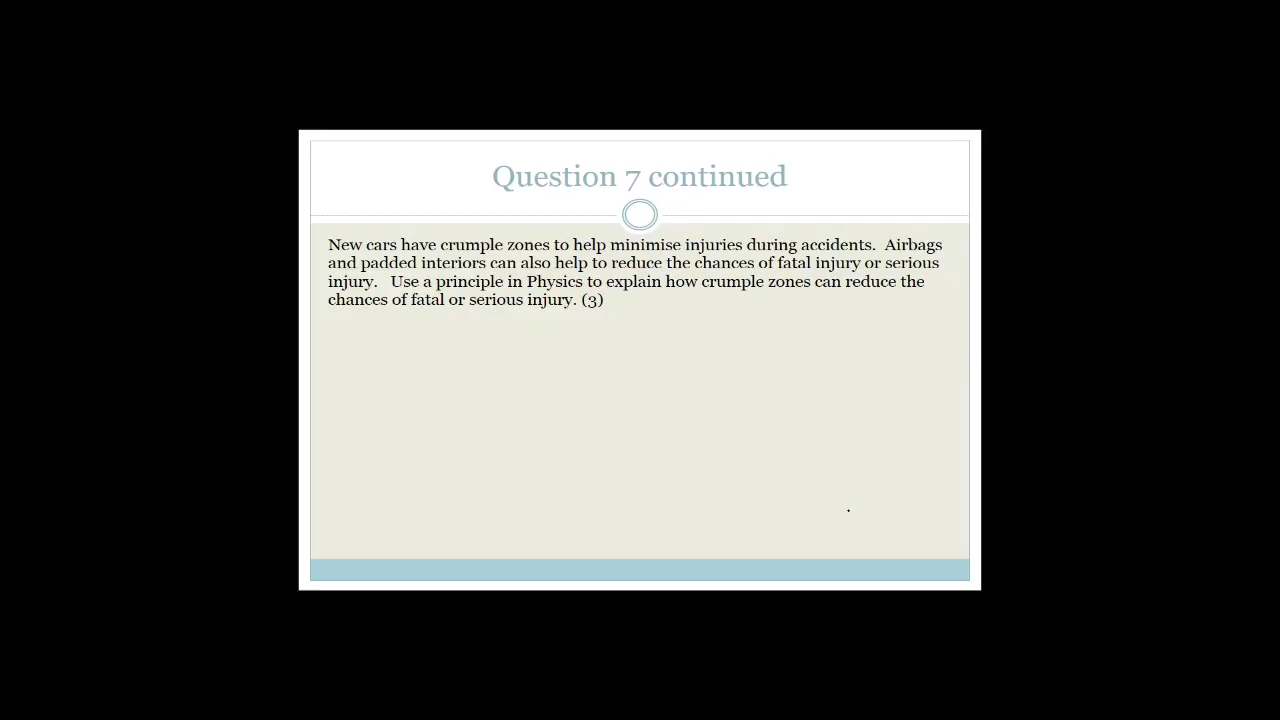 Question 7 continued
New cars have crumple zones to help minimise injuries during accidents.  Airbags
and padded interiors can also help to reduce the chances of fatal injury or serious
injury.   Use a principle in Physics to explain how crumple zones can reduce the
chances of fatal or serious injury. (3)